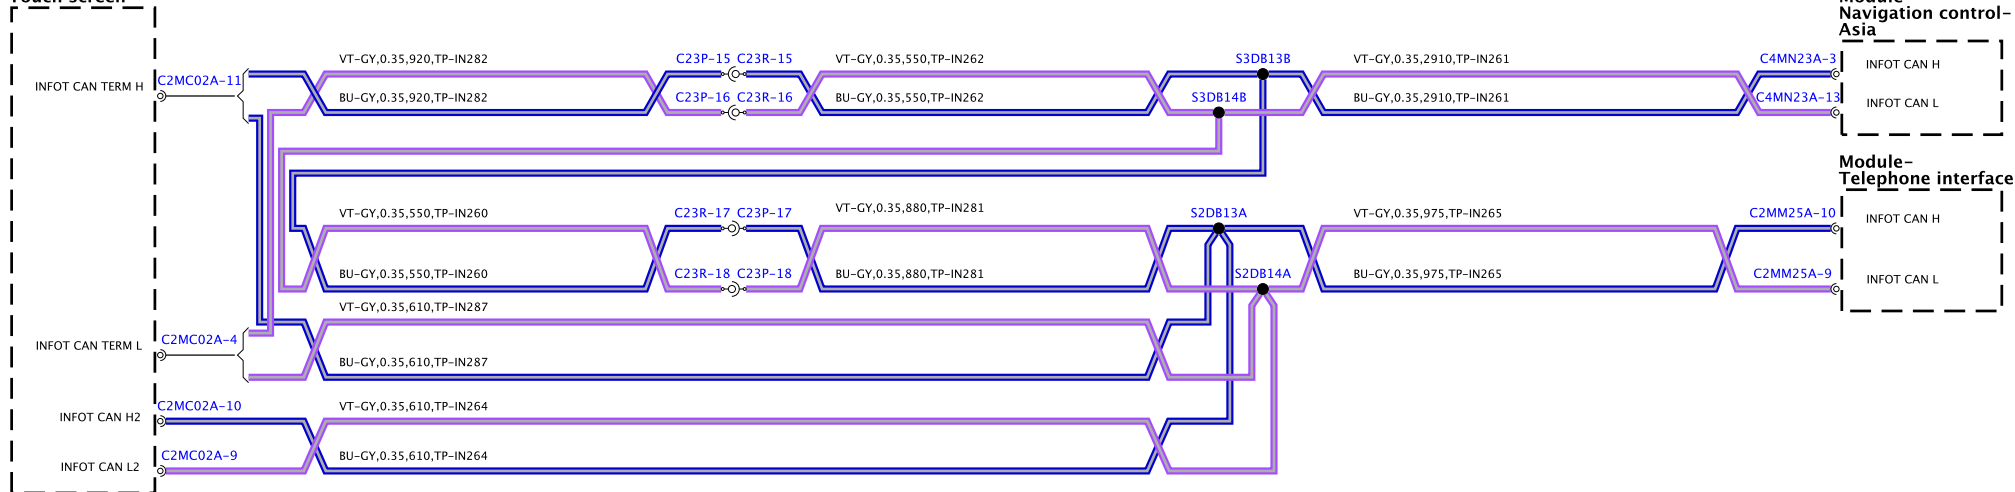 Touch screen
Module-
Navigation control-
Asia
INFOT CAN TERM H
C2MC02A-11
VT-GY,0.35,920,TP-IN282
C23P-15 C23R-15
VT-GY,0.35,550,TP-IN262
S3DB13B
VT-GY,0.35,2910,TP-IN261
C4MN23A-3
INFOT CAN H
BU-GY,0.35,920,TP-IN282
C23P-16 C23R-16
BU-GY,0.35,550,TP-IN262
S3DB14B
BU-GY,0.35,2910,TP-IN261
C4MN23A-13
INFOT CAN L
Module-
Telephone interface
VT-GY,0.35,550,TP-IN260
C23R-17 C23P-17
VT-GY,0.35,880,TP-IN281
S2DB13A
VT-GY,0.35,975,TP-IN265
C2MM25A-10
INFOT CAN H
BU-GY,0.35,550,TP-IN260
C23R-18 C23P-18
BU-GY,0.35,880,TP-IN281
S2DB14A
BU-GY,0.35,975,TP-IN265
C2MM25A-9
INFOT CAN L
VT-GY,0.35,610,TP-IN287
INFOT CAN TERM L
C2MC02A-4
BU-GY,0.35,610,TP-IN287
INFOT CAN H2
C2MC02A-10
VT-GY,0.35,610,TP-IN264
INFOT CAN L2
C2MC02A-9
BU-GY,0.35,610,TP-IN264